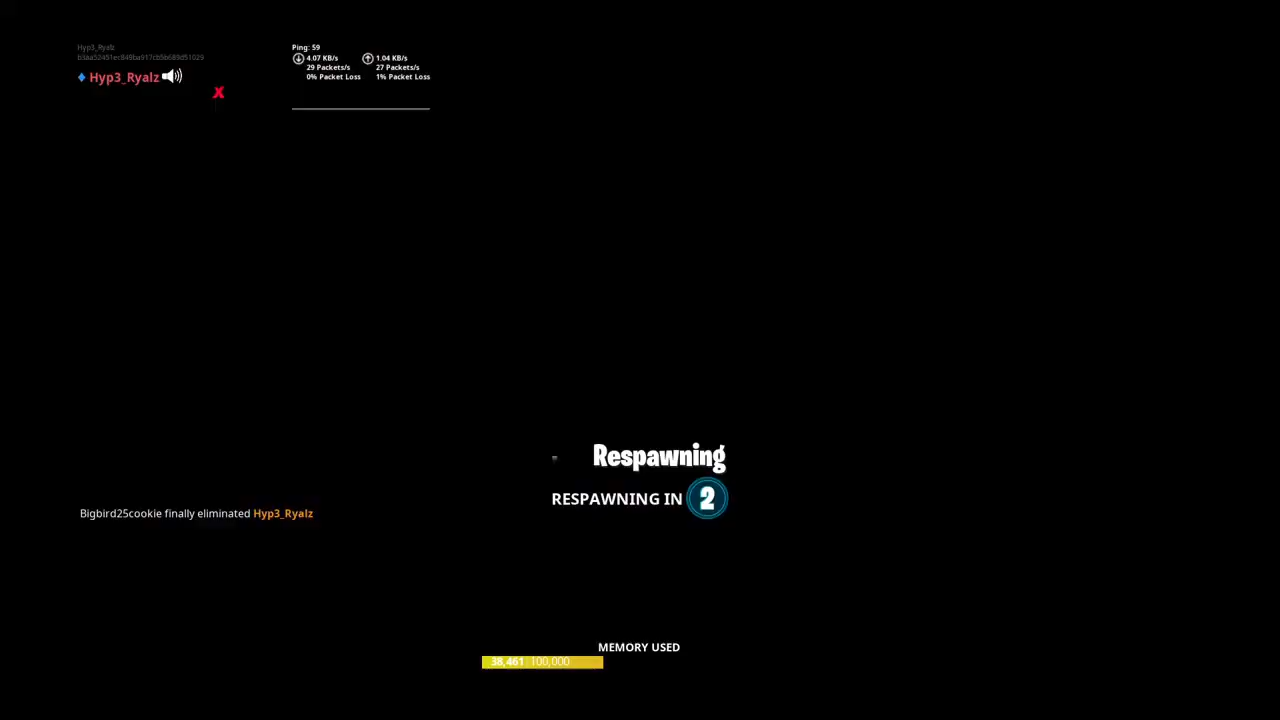 Hyp3_Ryalz
Hyp3_Ryalz
X
Ping: 59
4.07 KB/s
29 Packets/s
0% Packet Loss
1.04 KB/s
27 Packets/s
1% Packet Loss
Respawning
RESPAWNING IN 2
Bigbird25cookie finally eliminated Hyp3_Ryalz
MEMORY USED
38,461 100,000